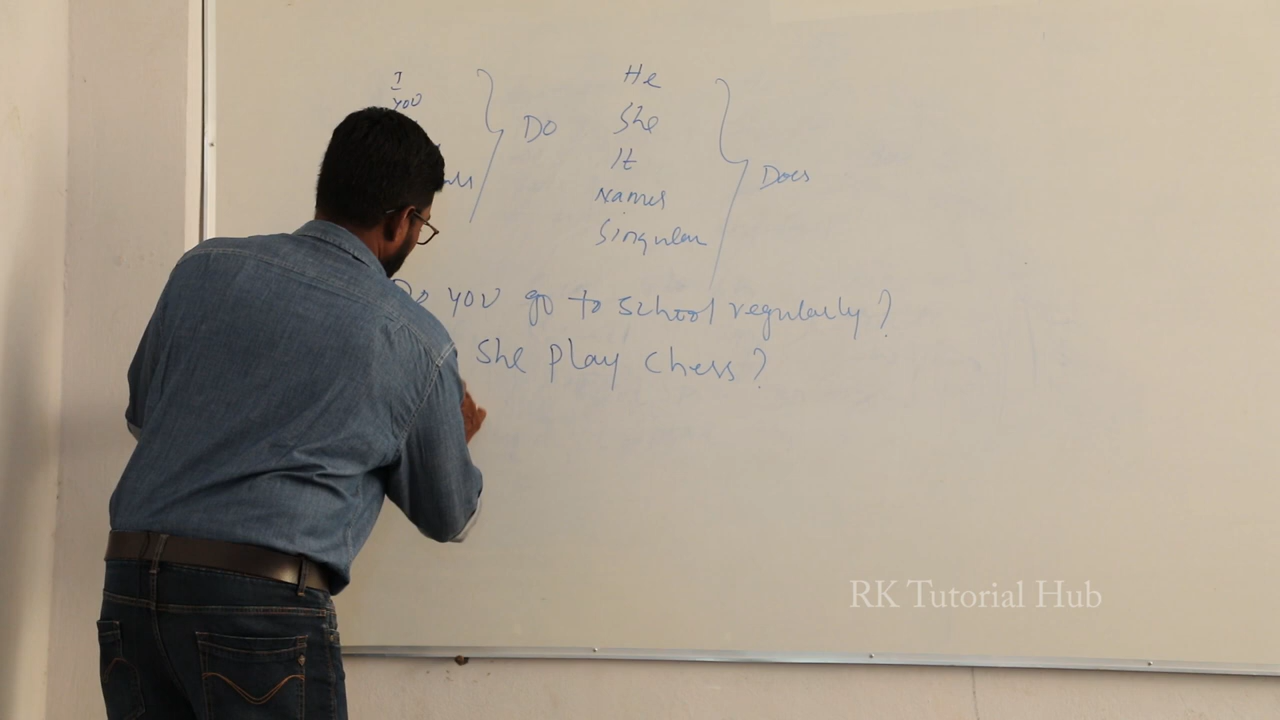 I
YOU
Do
He
She
It
Names
Singular
Does
Do you go to school regularly?
She play chess?
RK Tutorial Hub